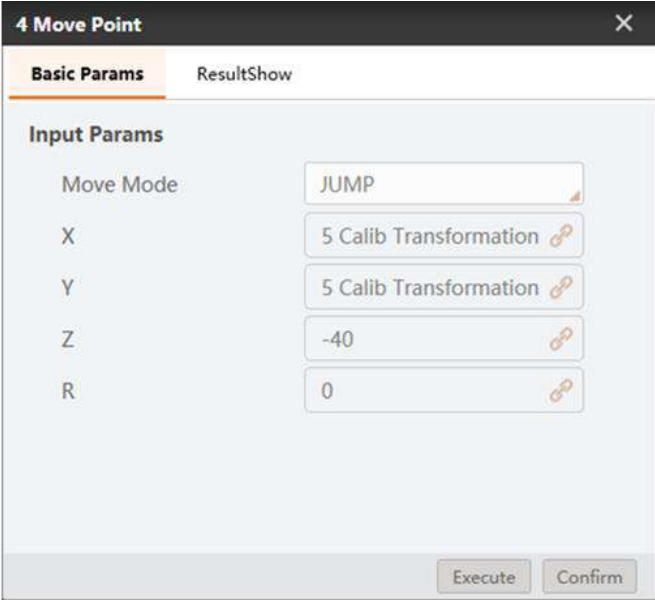 4 Move Point
Basic Params ResultShow
Input Params
Move Mode JUMP
X 5 Calib Transformation
Y 5 Calib Transformation
Z -40
R 0
Execute Confirm